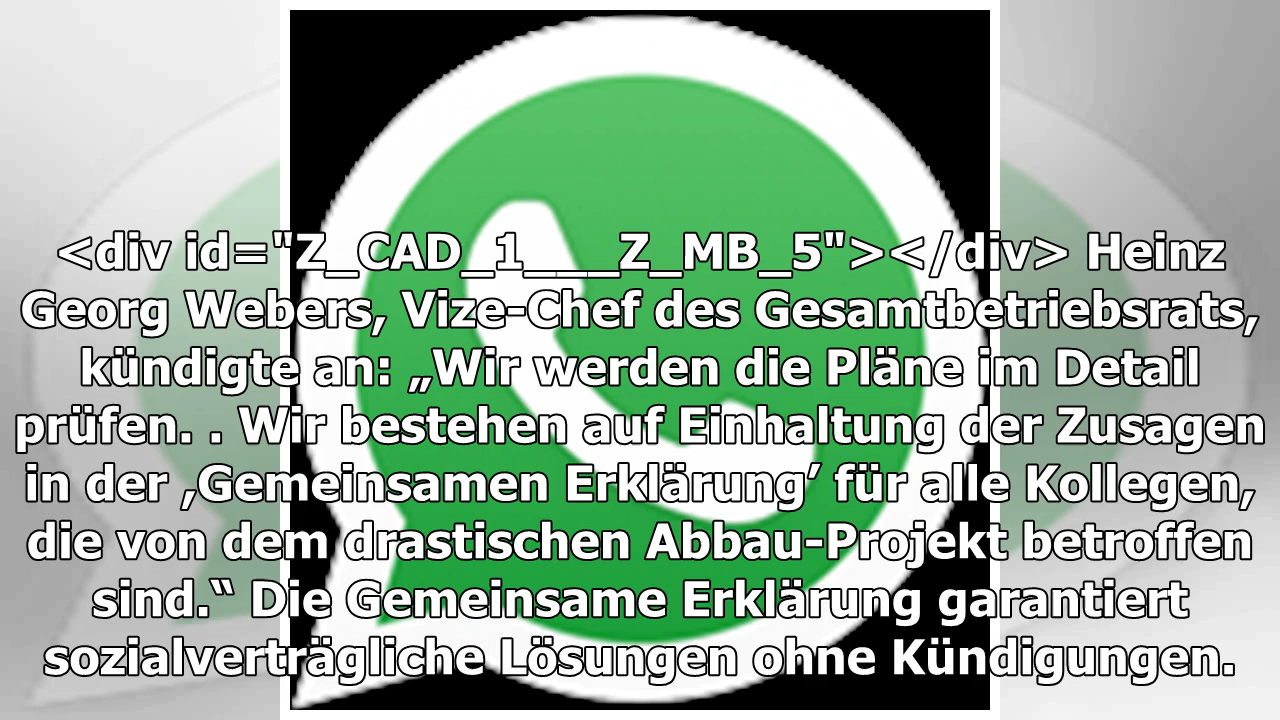 <div id="Z_CAD_1___Z_MB_5"></div> Heinz
Georg Webers, Vize-Chef des Gesamtbetriebsrats,
kündigte an: „Wir werden die Pläne im Detail
prüfen. . Wir bestehen auf Einhaltung der Zusagen
in der ‚Gemeinsamen Erklärung’ für alle Kollegen,
die von dem drastischen Abbau-Projekt betroffen
sind.“ Die Gemeinsame Erklärung garantiert
sozialverträgliche Lösungen ohne Kündigungen.